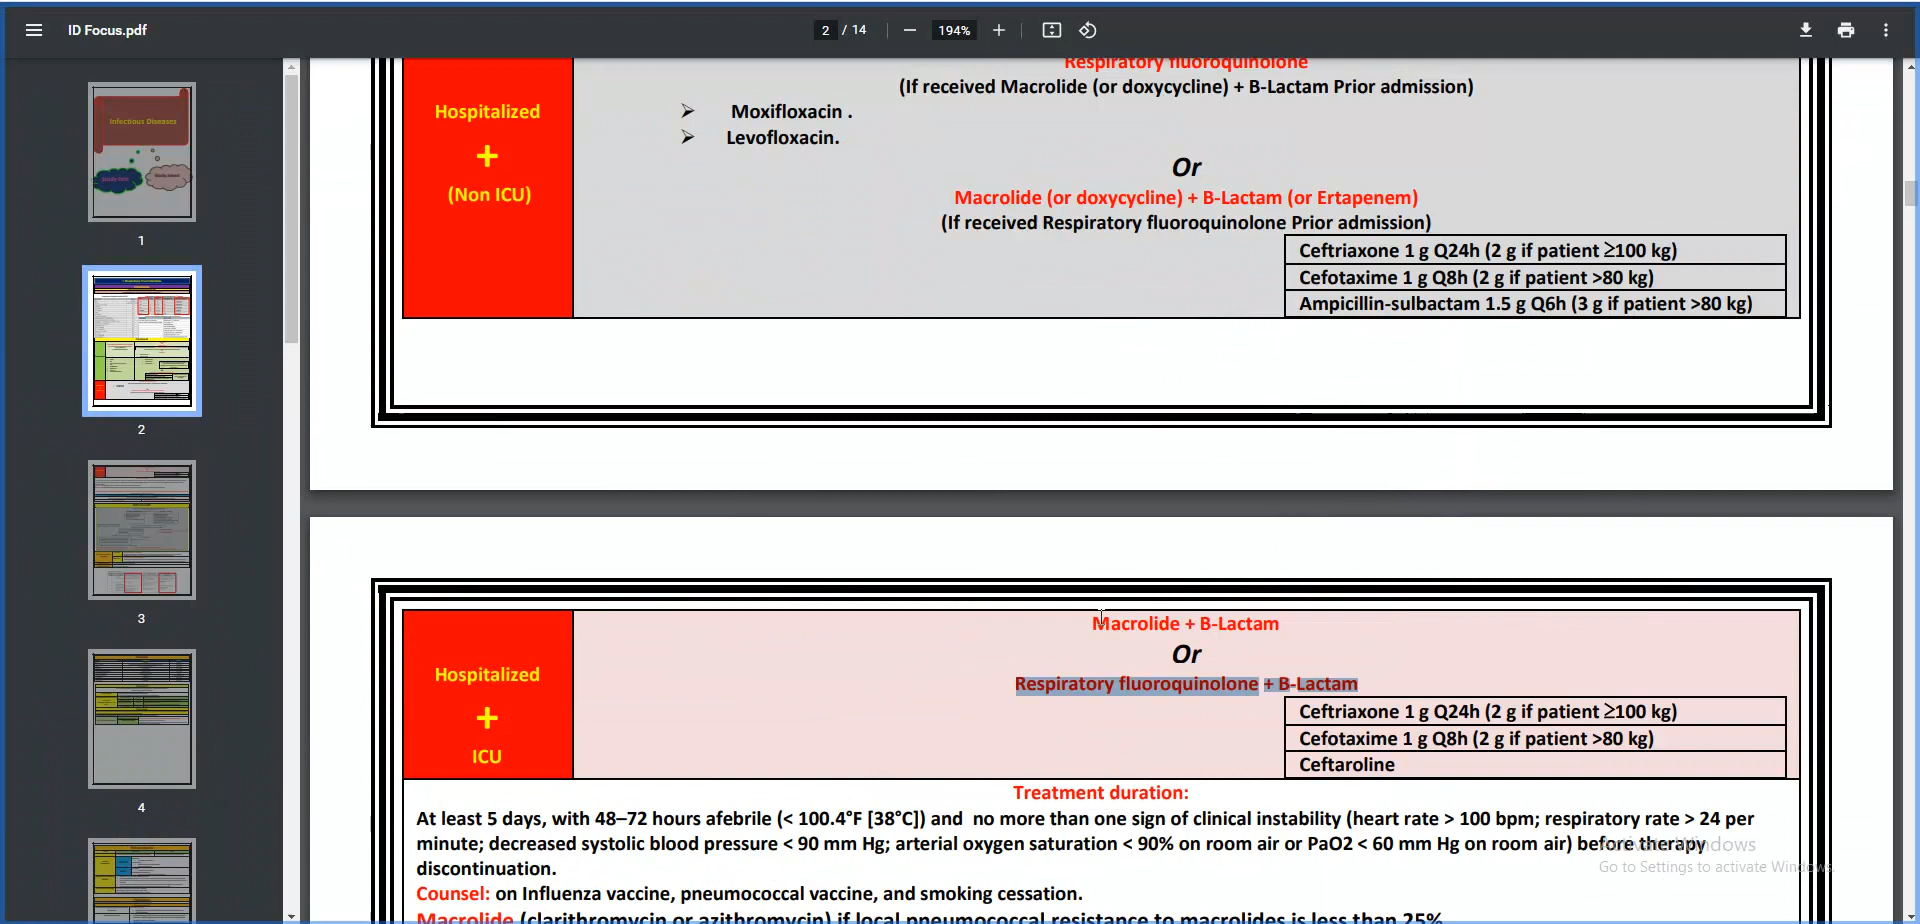 ID Focus.pdf
2 / 14
194%
Infectious Diseases
1
2
3
4
Respiratory fluoroquinolone
(If received Macrolide (or doxycycline) + B-Lactam Prior admission)
➢ Moxifloxacin .
➢ Levofloxacin.
Or
Macrolide (or doxycycline) + B-Lactam (or Ertapenem)
(If received Respiratory fluoroquinolone Prior admission)
Hospitalized
+
(Non ICU)
Ceftriaxone 1 g Q24h (2 g if patient ≥100 kg)
Cefotaxime 1 g Q8h (2 g if patient >80 kg)
Ampicillin-sulbactam 1.5 g Q6h (3 g if patient >80 kg)
Macrolide + B-Lactam
Or
Respiratory fluoroquinolone + B-Lactam
Hospitalized
+
ICU
Ceftriaxone 1 g Q24h (2 g if patient ≥100 kg)
Cefotaxime 1 g Q8h (2 g if patient >80 kg)
Ceftaroline
Treatment duration:
At least 5 days, with 48–72 hours afebrile (< 100.4°F [38°C]) and no more than one sign of clinical instability (heart rate > 100 bpm; respiratory rate > 24 per
minute; decreased systolic blood pressure < 90 mm Hg; arterial oxygen saturation < 90% on room air or PaO2 < 60 mm Hg on room air) before therapy
discontinuation.
Counsel: on Influenza vaccine, pneumococcal vaccine, and smoking cessation.
Macrolide (clarithromycin or azithromycin) if local pneumococcal resistance to macrolides is less than 25%
Activate Windows
Go to Settings to activate Windows.